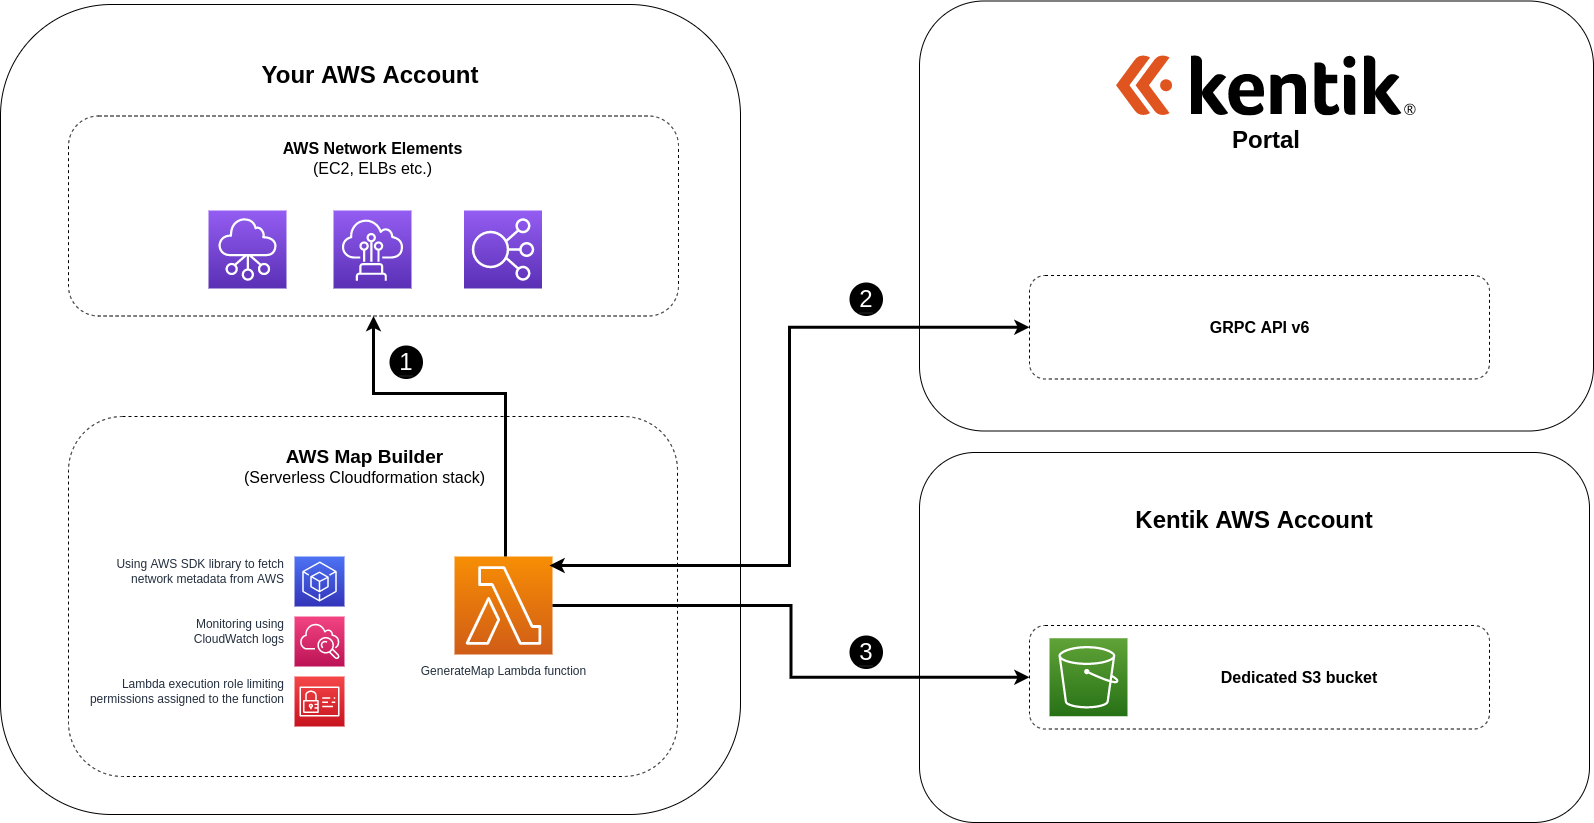 Your AWS Account
AWS Network Elements
(EC2, ELBs etc.)
1
AWS Map Builder
(Serverless Cloudformation stack)
Using AWS SDK library to fetch
network metadata from AWS
Monitoring using
CloudWatch logs
Lambda execution role limiting
permissions assigned to the function
GenerateMap Lambda function
2
3
kentik®
Portal
GRPC API v6
Kentik AWS Account
Dedicated S3 bucket